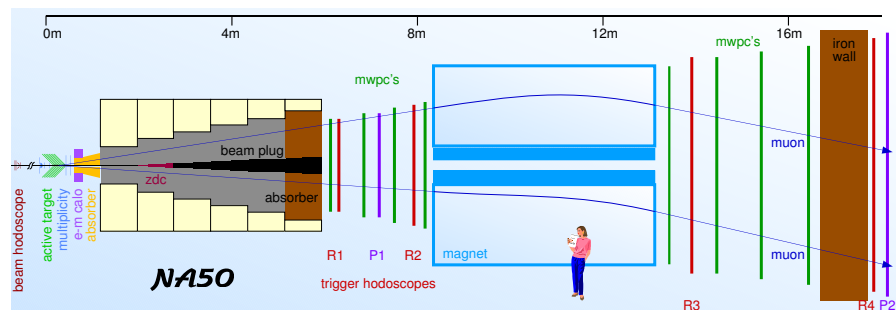 0m
4m
8m
12m
16m
mwpc's
mwpc's
iron
wall
beam plug
zdc
absorber
muon
muon
beam hodoscope
active target
multiplicity
e-m calo
absorber
magnet
R1
P1
R2
trigger hodoscopes
NA50
R3
R4
P2